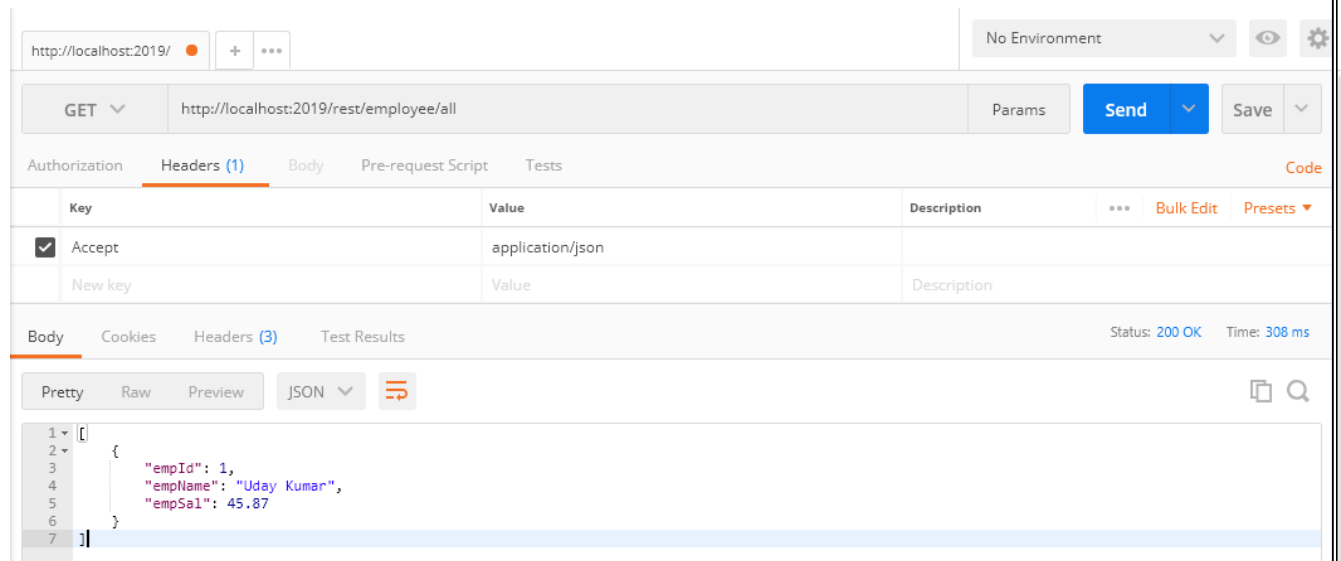 http://localhost:2019/ + ••• No Environment
GET http://localhost:2019/rest/employee/all Params Send Save
Authorization Headers (1) Body Pre-request Script Tests Code
Key Value Description ••• Bulk Edit Presets
Accept application/json
New key Value Description
Body Cookies Headers (3) Test Results Status: 200 OK Time: 308 ms
Pretty Raw Preview JSON
1 [
2 {
3 "empId": 1,
4 "empName": "Uday Kumar",
5 "empSal": 45.87
6 }
7 ]